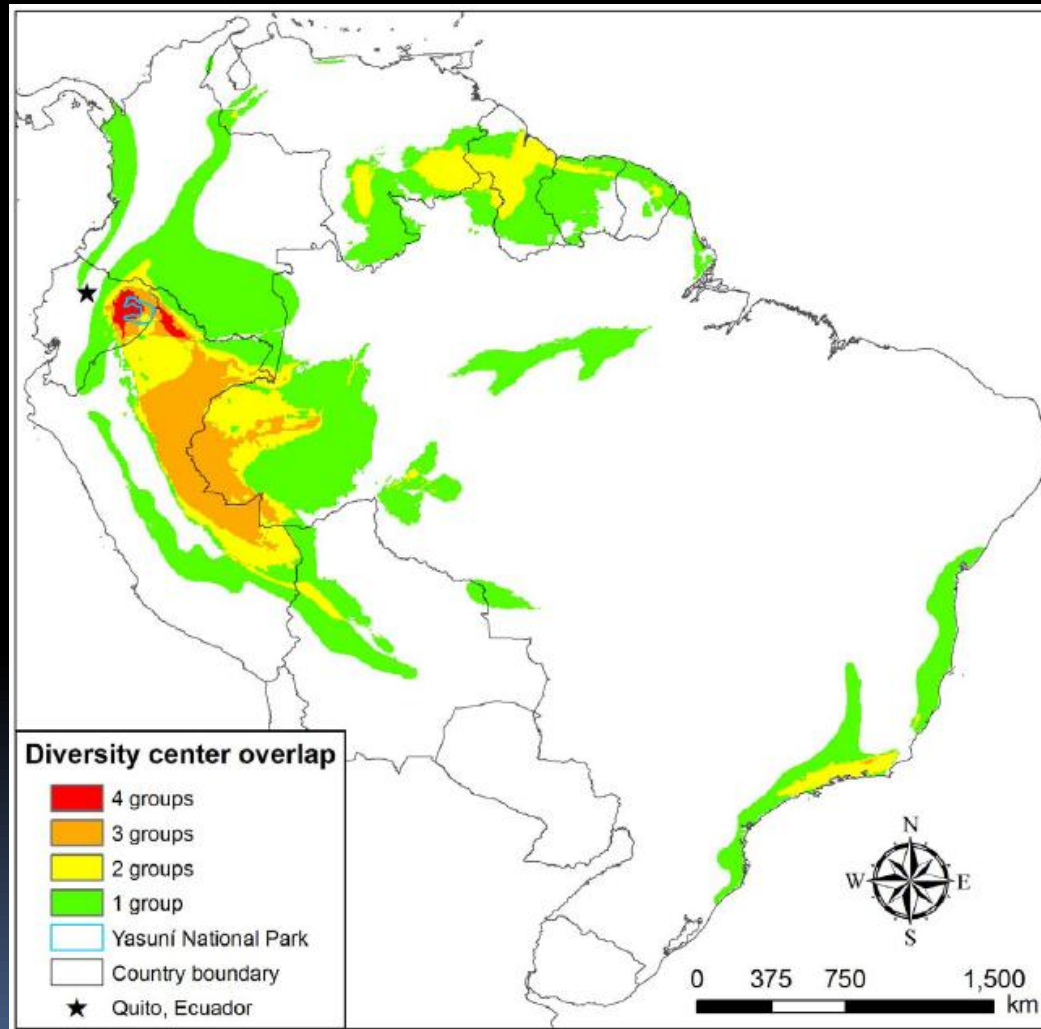 Diversity center overlap
4 groups
3 groups
2 groups
1 group
Yasuní National Park
Country boundary
Quito, Ecuador
N
W E
S
0 375 750 1,500
km